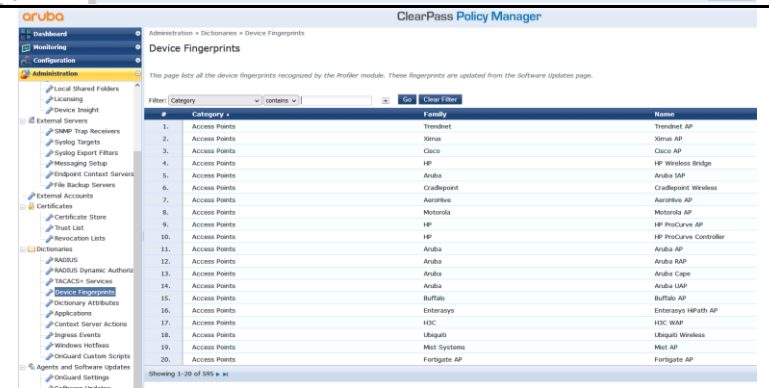 aruba
ClearPass Policy Manager
Dashboard
Monitoring
Configuration
Administration
Local Shared Folders
Licensing
Device Insight
External Servers
SNMP Trap Receivers
Syslog Targets
Syslog Export Filters
Messaging Setup
Endpoint Context Servers
File Backup Servers
External Accounts
Certificates
Certificate Store
Trust List
Revocation Lists
Dictionaries
RADIUS
RADIUS Dynamic Authoriz
TACACS+ Services
Device Fingerprints
Dictionary Attributes
Applications
Context Server Actions
Ingress Events
Windows Hotfixes
OnGuard Custom Scripts
Agents and Software Updates
OnGuard Settings
Software Updates
Administration » Dictionaries » Device Fingerprints
Device Fingerprints
This page lists all the device fingerprints recognized by the Profiler module. These fingerprints are updated from the Software Updates page.
Filter: Category contains Go Clear Filter
# Category Family Name
1. Access Points Trendnet Trendnet AP
2. Access Points Xirrus Xirrus AP
3. Access Points Cisco Cisco AP
4. Access Points HP HP Wireless Bridge
5. Access Points Aruba Aruba IAP
6. Access Points Cradlepoint Cradlepoint Wireless
7. Access Points AeroHive AeroHive AP
8. Access Points Motorola Motorola AP
9. Access Points HP HP ProCurve AP
10. Access Points HP HP ProCurve Controller
11. Access Points Aruba Aruba AP
12. Access Points Aruba Aruba RAP
13. Access Points Aruba Aruba Cape
14. Access Points Aruba Aruba UAP
15. Access Points Buffalo Buffalo AP
16. Access Points Enterasys Enterasys HiPath AP
17. Access Points H3C H3C WAP
18. Access Points Ubiquiti Ubiquiti Wireless
19. Access Points Mist Systems Mist AP
20. Access Points Fortigate AP Fortigate AP
Showing 1-20 of 595